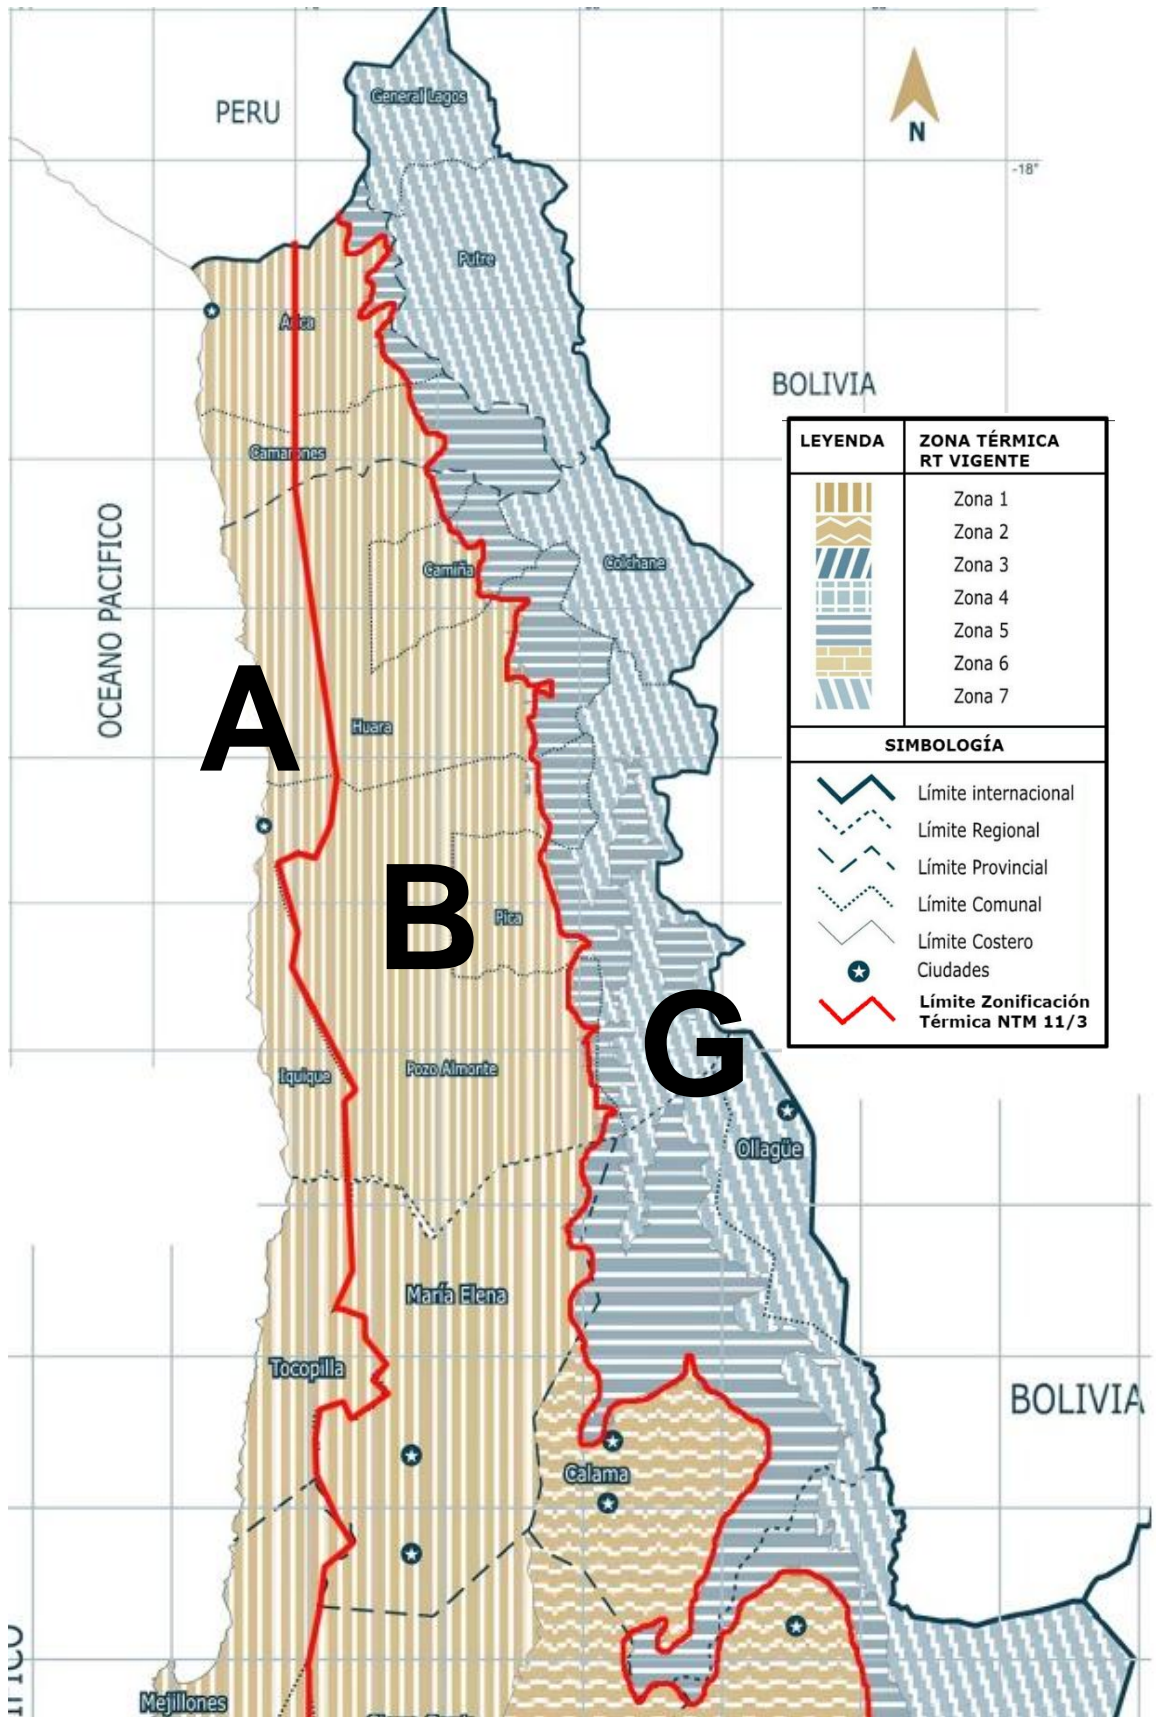 General Lagos
PERU
N
-18°
Putre
Arica
BOLIVIA
Camarones
LEYENDA
ZONA TÉRMICA
RT VIGENTE
Zona 1
Zona 2
Zona 3
Zona 4
Zona 5
Zona 6
Zona 7
SIMBOLOGÍA
Límite internacional
Límite Regional
Límite Provincial
Límite Comunal
Límite Costero
Ciudades
Límite Zonificación
Térmica NTM 11/3
OCEANO PACIFICO
Camiña
Colchane
A
Huara
B
Pica
G
Iquique
Pozo Almonte
Ollagüe
María Elena
Tocopilla
BOLIVIA
Calama
Mejillones